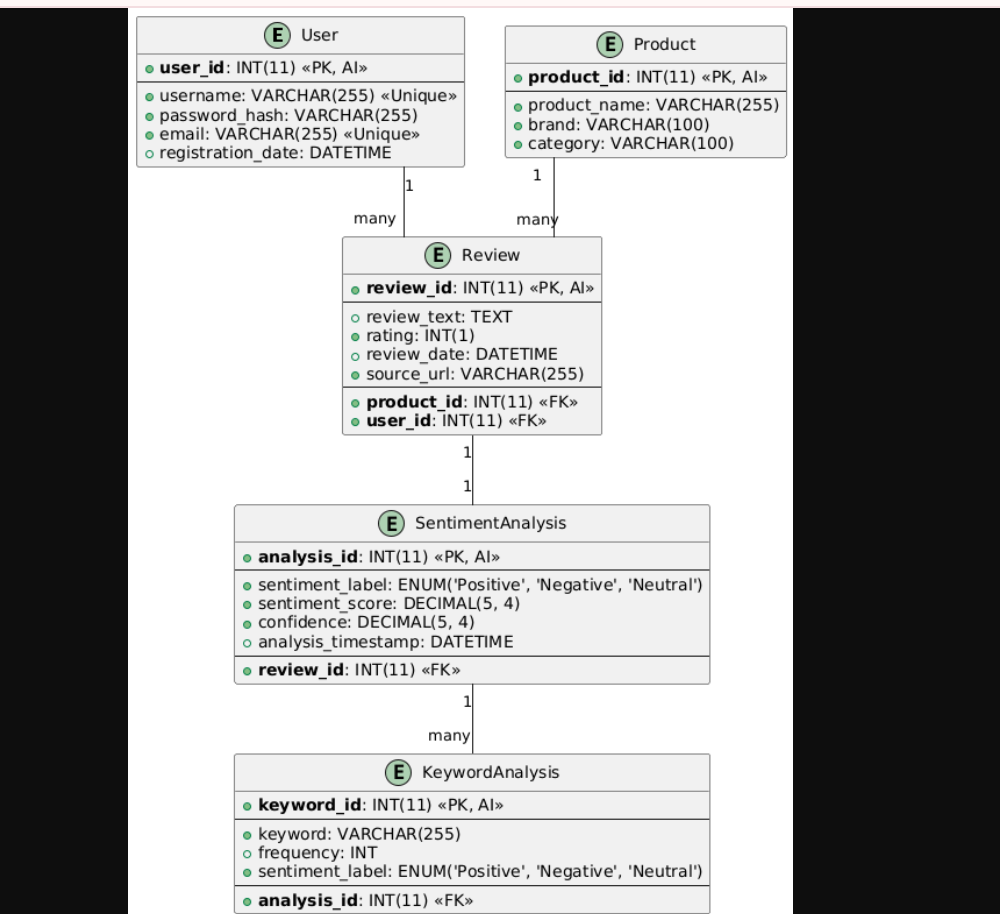 E User
user_id: INT(11) «PK, AI»
username: VARCHAR(255) «Unique»
password_hash: VARCHAR(255)
email: VARCHAR(255) «Unique»
registration_date: DATETIME
E Product
product_id: INT(11) «PK, AI»
product_name: VARCHAR(255)
brand: VARCHAR(100)
category: VARCHAR(100)
1
many
1
many
E Review
review_id: INT(11) «PK, AI»
review_text: TEXT
rating: INT(1)
review_date: DATETIME
source_url: VARCHAR(255)
product_id: INT(11) «FK»
user_id: INT(11) «FK»
1
1
E SentimentAnalysis
analysis_id: INT(11) «PK, AI»
sentiment_label: ENUM('Positive', 'Negative', 'Neutral')
sentiment_score: DECIMAL(5, 4)
confidence: DECIMAL(5, 4)
analysis_timestamp: DATETIME
review_id: INT(11) «FK»
1
many
E KeywordAnalysis
keyword_id: INT(11) «PK, AI»
keyword: VARCHAR(255)
frequency: INT
sentiment_label: ENUM('Positive', 'Negative', 'Neutral')
analysis_id: INT(11) «FK»